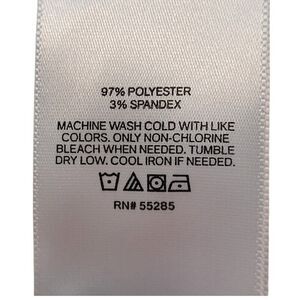 97% POLYESTER
3% SPANDEX
MACHINE WASH COLD WITH LIKE
COLORS. ONLY NON-CHLORINE
BLEACH WHEN NEEDED. TUMBLE
DRY LOW. COOL IRON IF NEEDED.
RN# 55285